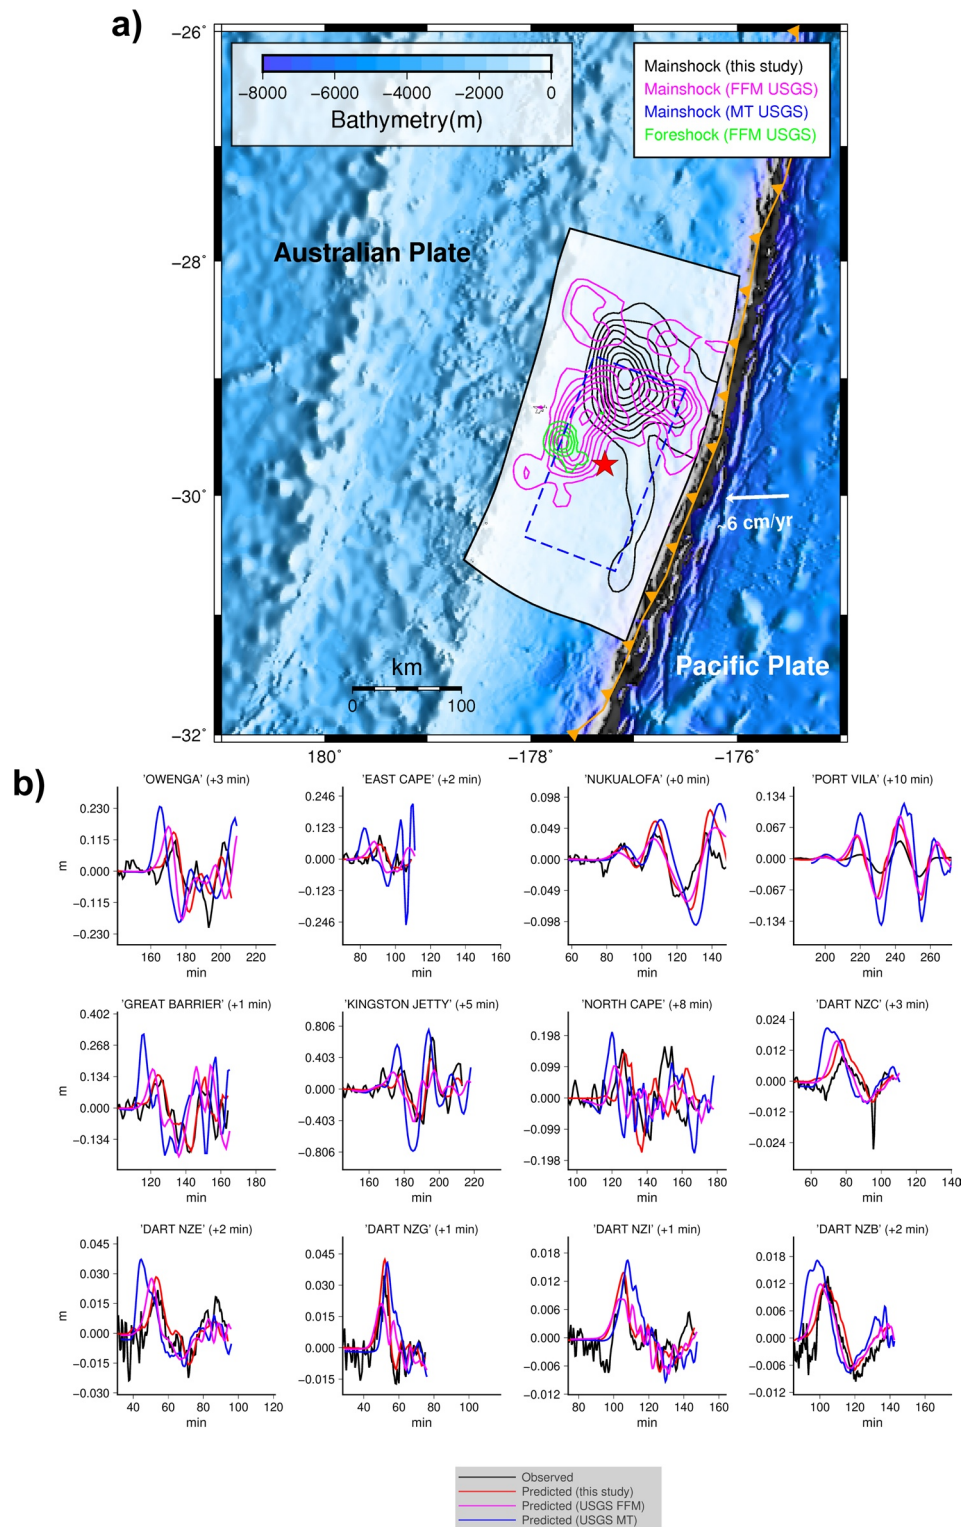 a)
−26°
−28°
−30°
−32°
180°
−178°
−176°
−8000 −6000 −4000 −2000 0
Bathymetry(m)
Mainshock (this study)
Mainshock (FFM USGS)
Mainshock (MT USGS)
Foreshock (FFM USGS)
Australian Plate
~6 cm/yr
Pacific Plate
km
0 100
b)
'OWENGA' (+3 min)
0.230
0.115
0.000
−0.115
−0.230
m
160 180 200 220
min
'EAST CAPE' (+2 min)
0.246
0.123
0.000
−0.123
−0.246
80 100 120 140 160
min
'NUKUALOFA' (+0 min)
0.098
0.049
0.000
−0.049
−0.098
60 80 100 120 140
min
'PORT VILA' (+10 min)
0.134
0.067
0.000
−0.067
−0.134
200 220 240 260
min
'GREAT BARRIER' (+1 min)
0.402
0.268
0.134
0.000
−0.134
m
120 140 160 180
min
'KINGSTON JETTY' (+5 min)
0.806
0.403
0.000
−0.403
−0.806
160 180 200 220
min
'NORTH CAPE' (+8 min)
0.198
0.099
0.000
−0.099
−0.198
100 120 140 160 180
min
'DART NZC' (+3 min)
0.024
0.012
0.000
−0.012
−0.024
60 80 100 120 140
min
'DART NZE' (+2 min)
0.045
0.030
0.015
0.000
−0.015
−0.030
m
40 60 80 100 120
min
'DART NZG' (+1 min)
0.045
0.030
0.015
0.000
−0.015
40 60 80 100
min
'DART NZI' (+1 min)
0.018
0.012
0.006
0.000
−0.006
−0.012
80 100 120 140 160
min
'DART NZB' (+2 min)
0.018
0.012
0.006
0.000
−0.006
−0.012
100 120 140 160
min
Observed
Predicted (this study)
Predicted (USGS FFM)
Predicted (USGS MT)